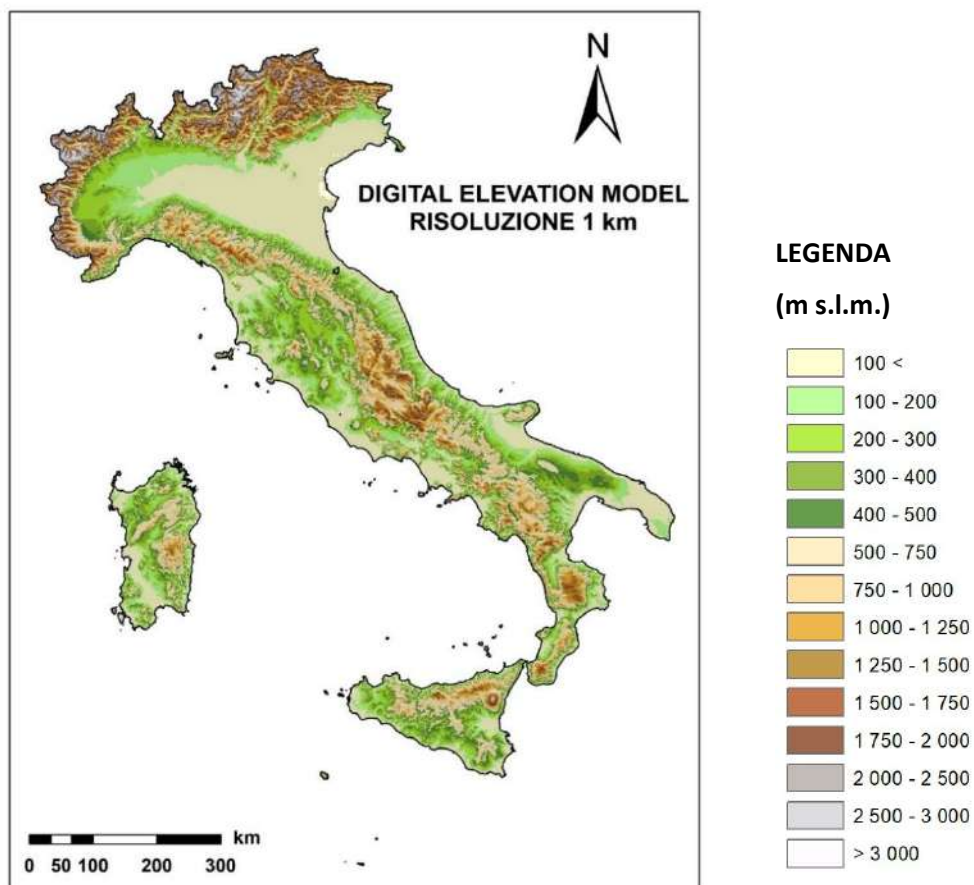 N
DIGITAL ELEVATION MODEL
RISOLUZIONE 1 km
LEGENDA
(m s.l.m.)
100 <
100 - 200
200 - 300
300 - 400
400 - 500
500 - 750
750 - 1 000
1 000 - 1 250
1 250 - 1 500
1 500 - 1 750
1 750 - 2 000
2 000 - 2 500
2 500 - 3 000
> 3 000
km
0 50 100 200 300